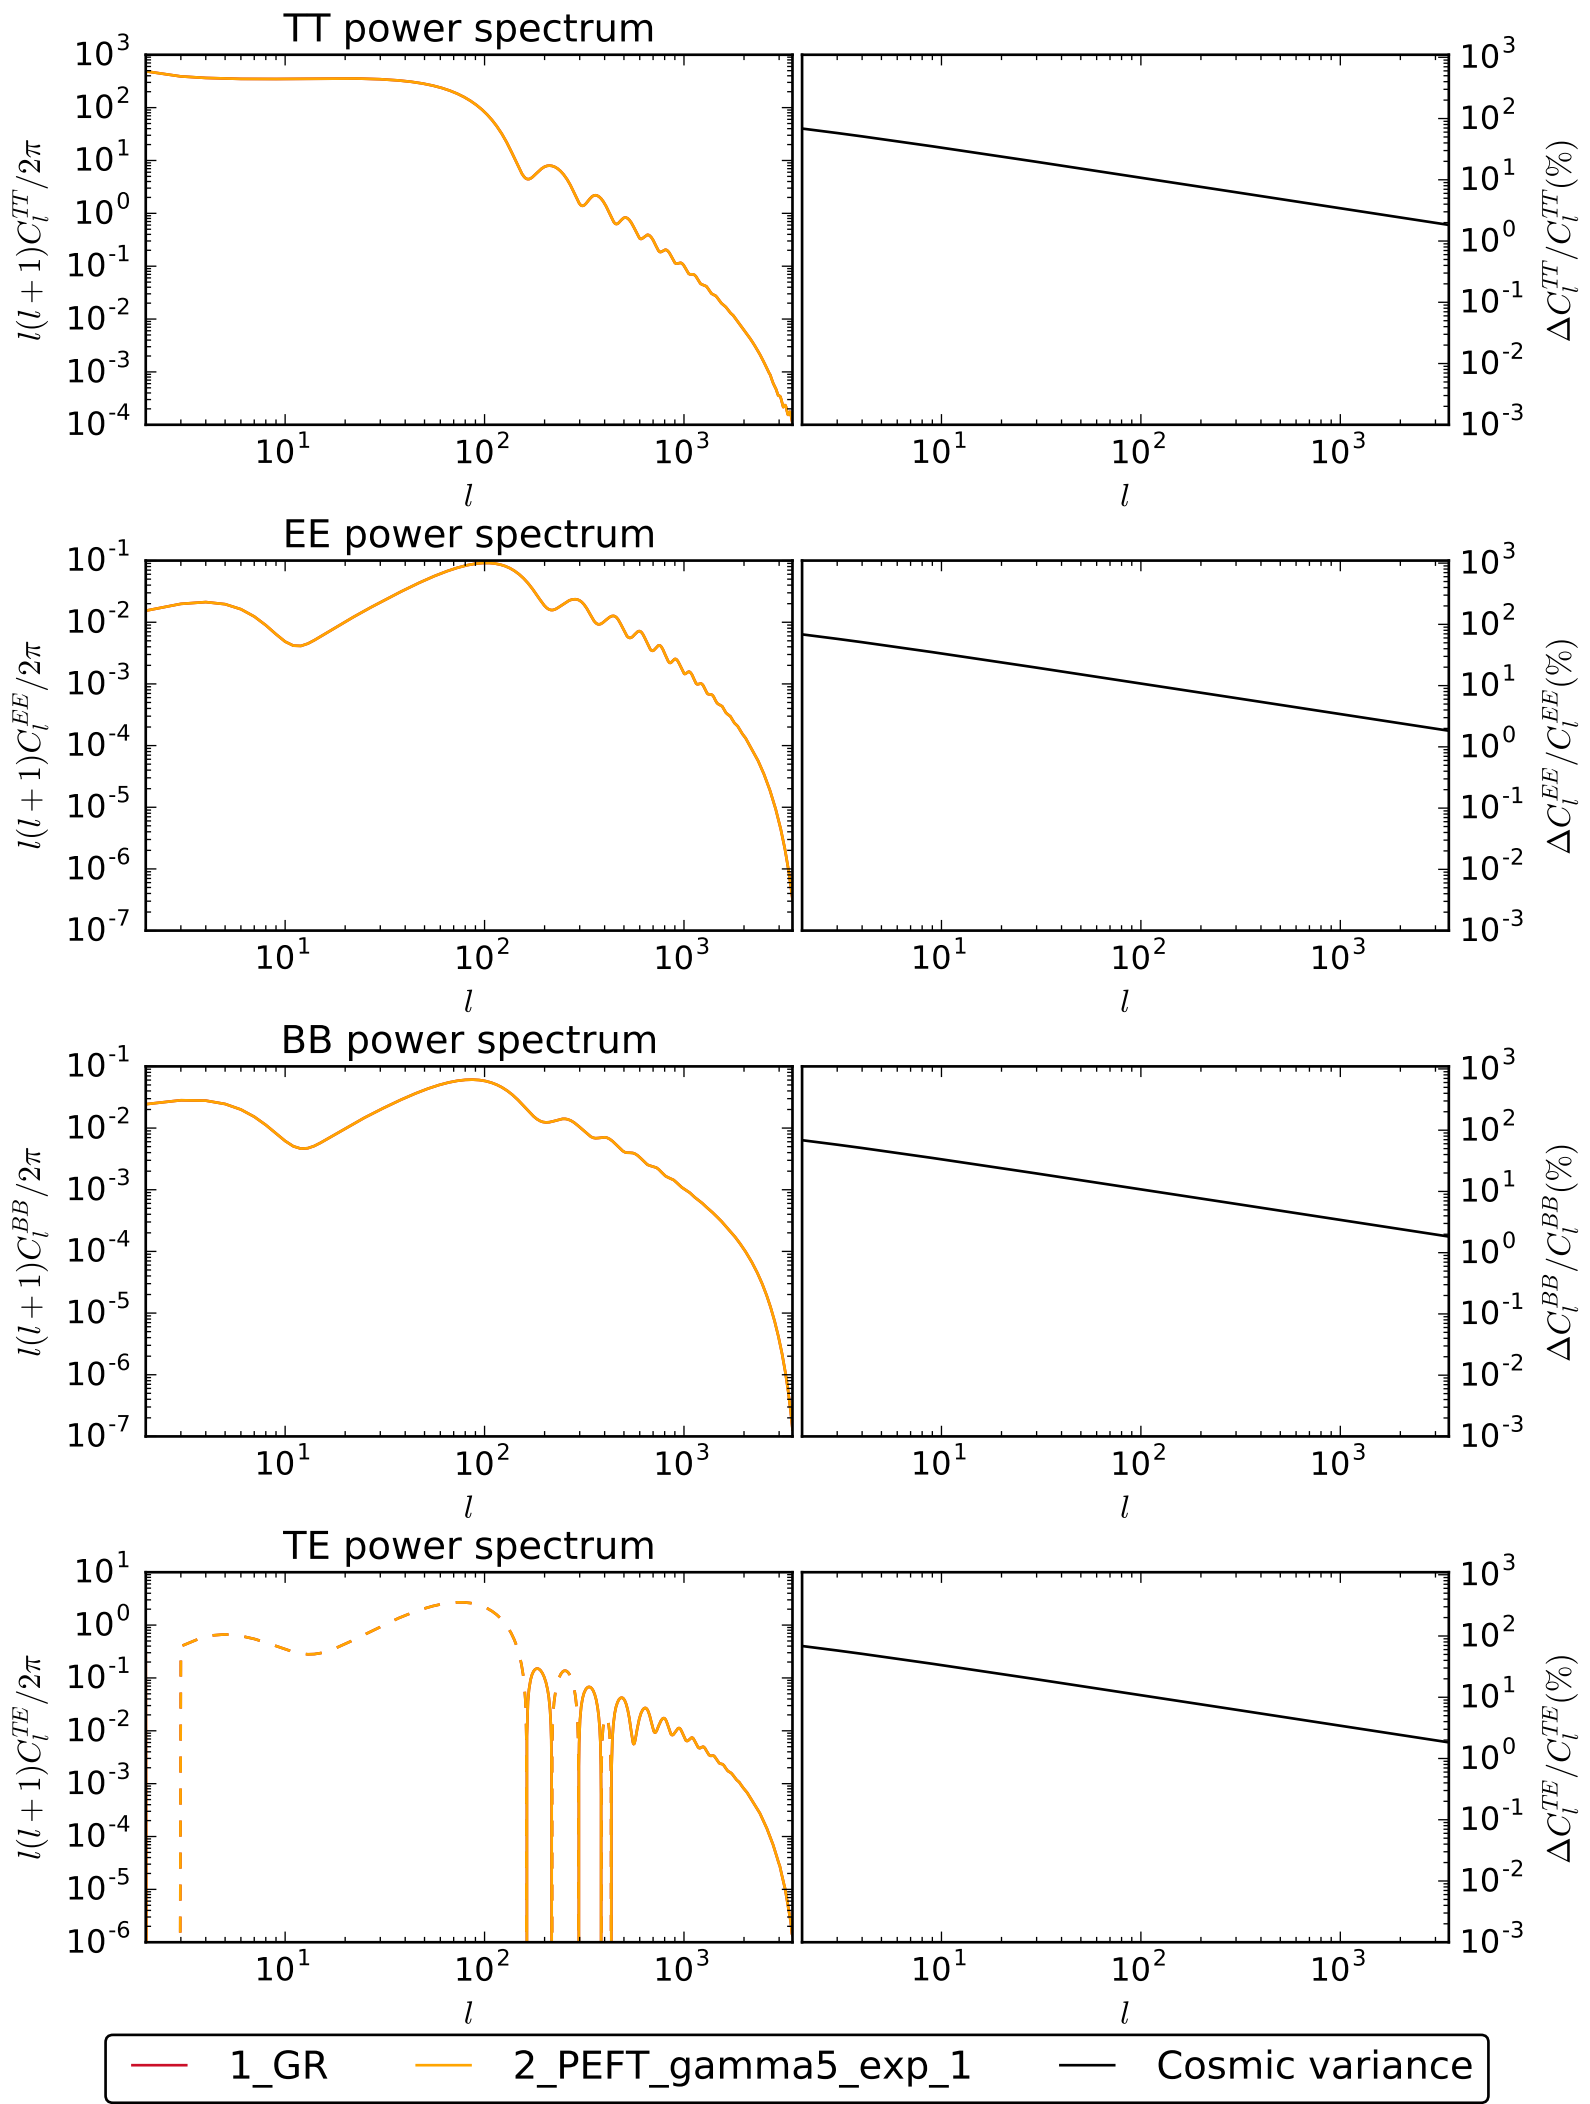 TT power spectrum
10^3
10^2
10^1
10^0
10^-1
10^-2
10^-3
10^-4
l(l+1)C_l^{TT}/2π
10^1 10^2 10^3
l
10^3
10^2
10^1
10^0
10^-1
10^-2
10^-3
ΔC_l^{TT}/C_l^{TT}(%)
10^1 10^2 10^3
l
EE power spectrum
10^-1
10^-2
10^-3
10^-4
10^-5
10^-6
10^-7
l(l+1)C_l^{EE}/2π
10^1 10^2 10^3
l
10^3
10^2
10^1
10^0
10^-1
10^-2
10^-3
ΔC_l^{EE}/C_l^{EE}(%)
10^1 10^2 10^3
l
BB power spectrum
10^-1
10^-2
10^-3
10^-4
10^-5
10^-6
10^-7
l(l+1)C_l^{BB}/2π
10^1 10^2 10^3
l
10^3
10^2
10^1
10^0
10^-1
10^-2
10^-3
ΔC_l^{BB}/C_l^{BB}(%)
10^1 10^2 10^3
l
TE power spectrum
10^1
10^0
10^-1
10^-2
10^-3
10^-4
10^-5
10^-6
l(l+1)C_l^{TE}/2π
10^1 10^2 10^3
l
10^3
10^2
10^1
10^0
10^-1
10^-2
10^-3
ΔC_l^{TE}/C_l^{TE}(%)
10^1 10^2 10^3
l
1_GR 2_PEFT_gamma5_exp_1 Cosmic variance